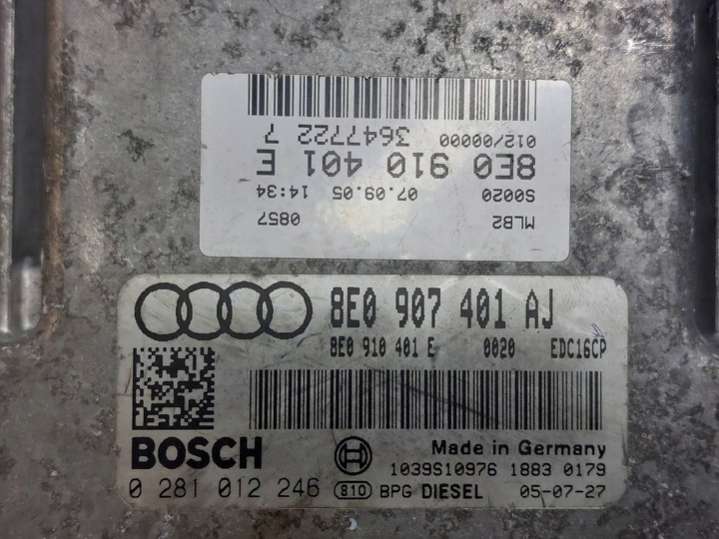 MLB2 0857
S0020 07.09.05 14:34
8E0 910 401 E
012/00000 3647722 7
8E0 907 401 AJ
8E0 910 401 E 0020 EDC16CP
BOSCH
Made in Germany
1039S10976 1883 0179
0 281 012 246 810 BPG DIESEL 05-07-27